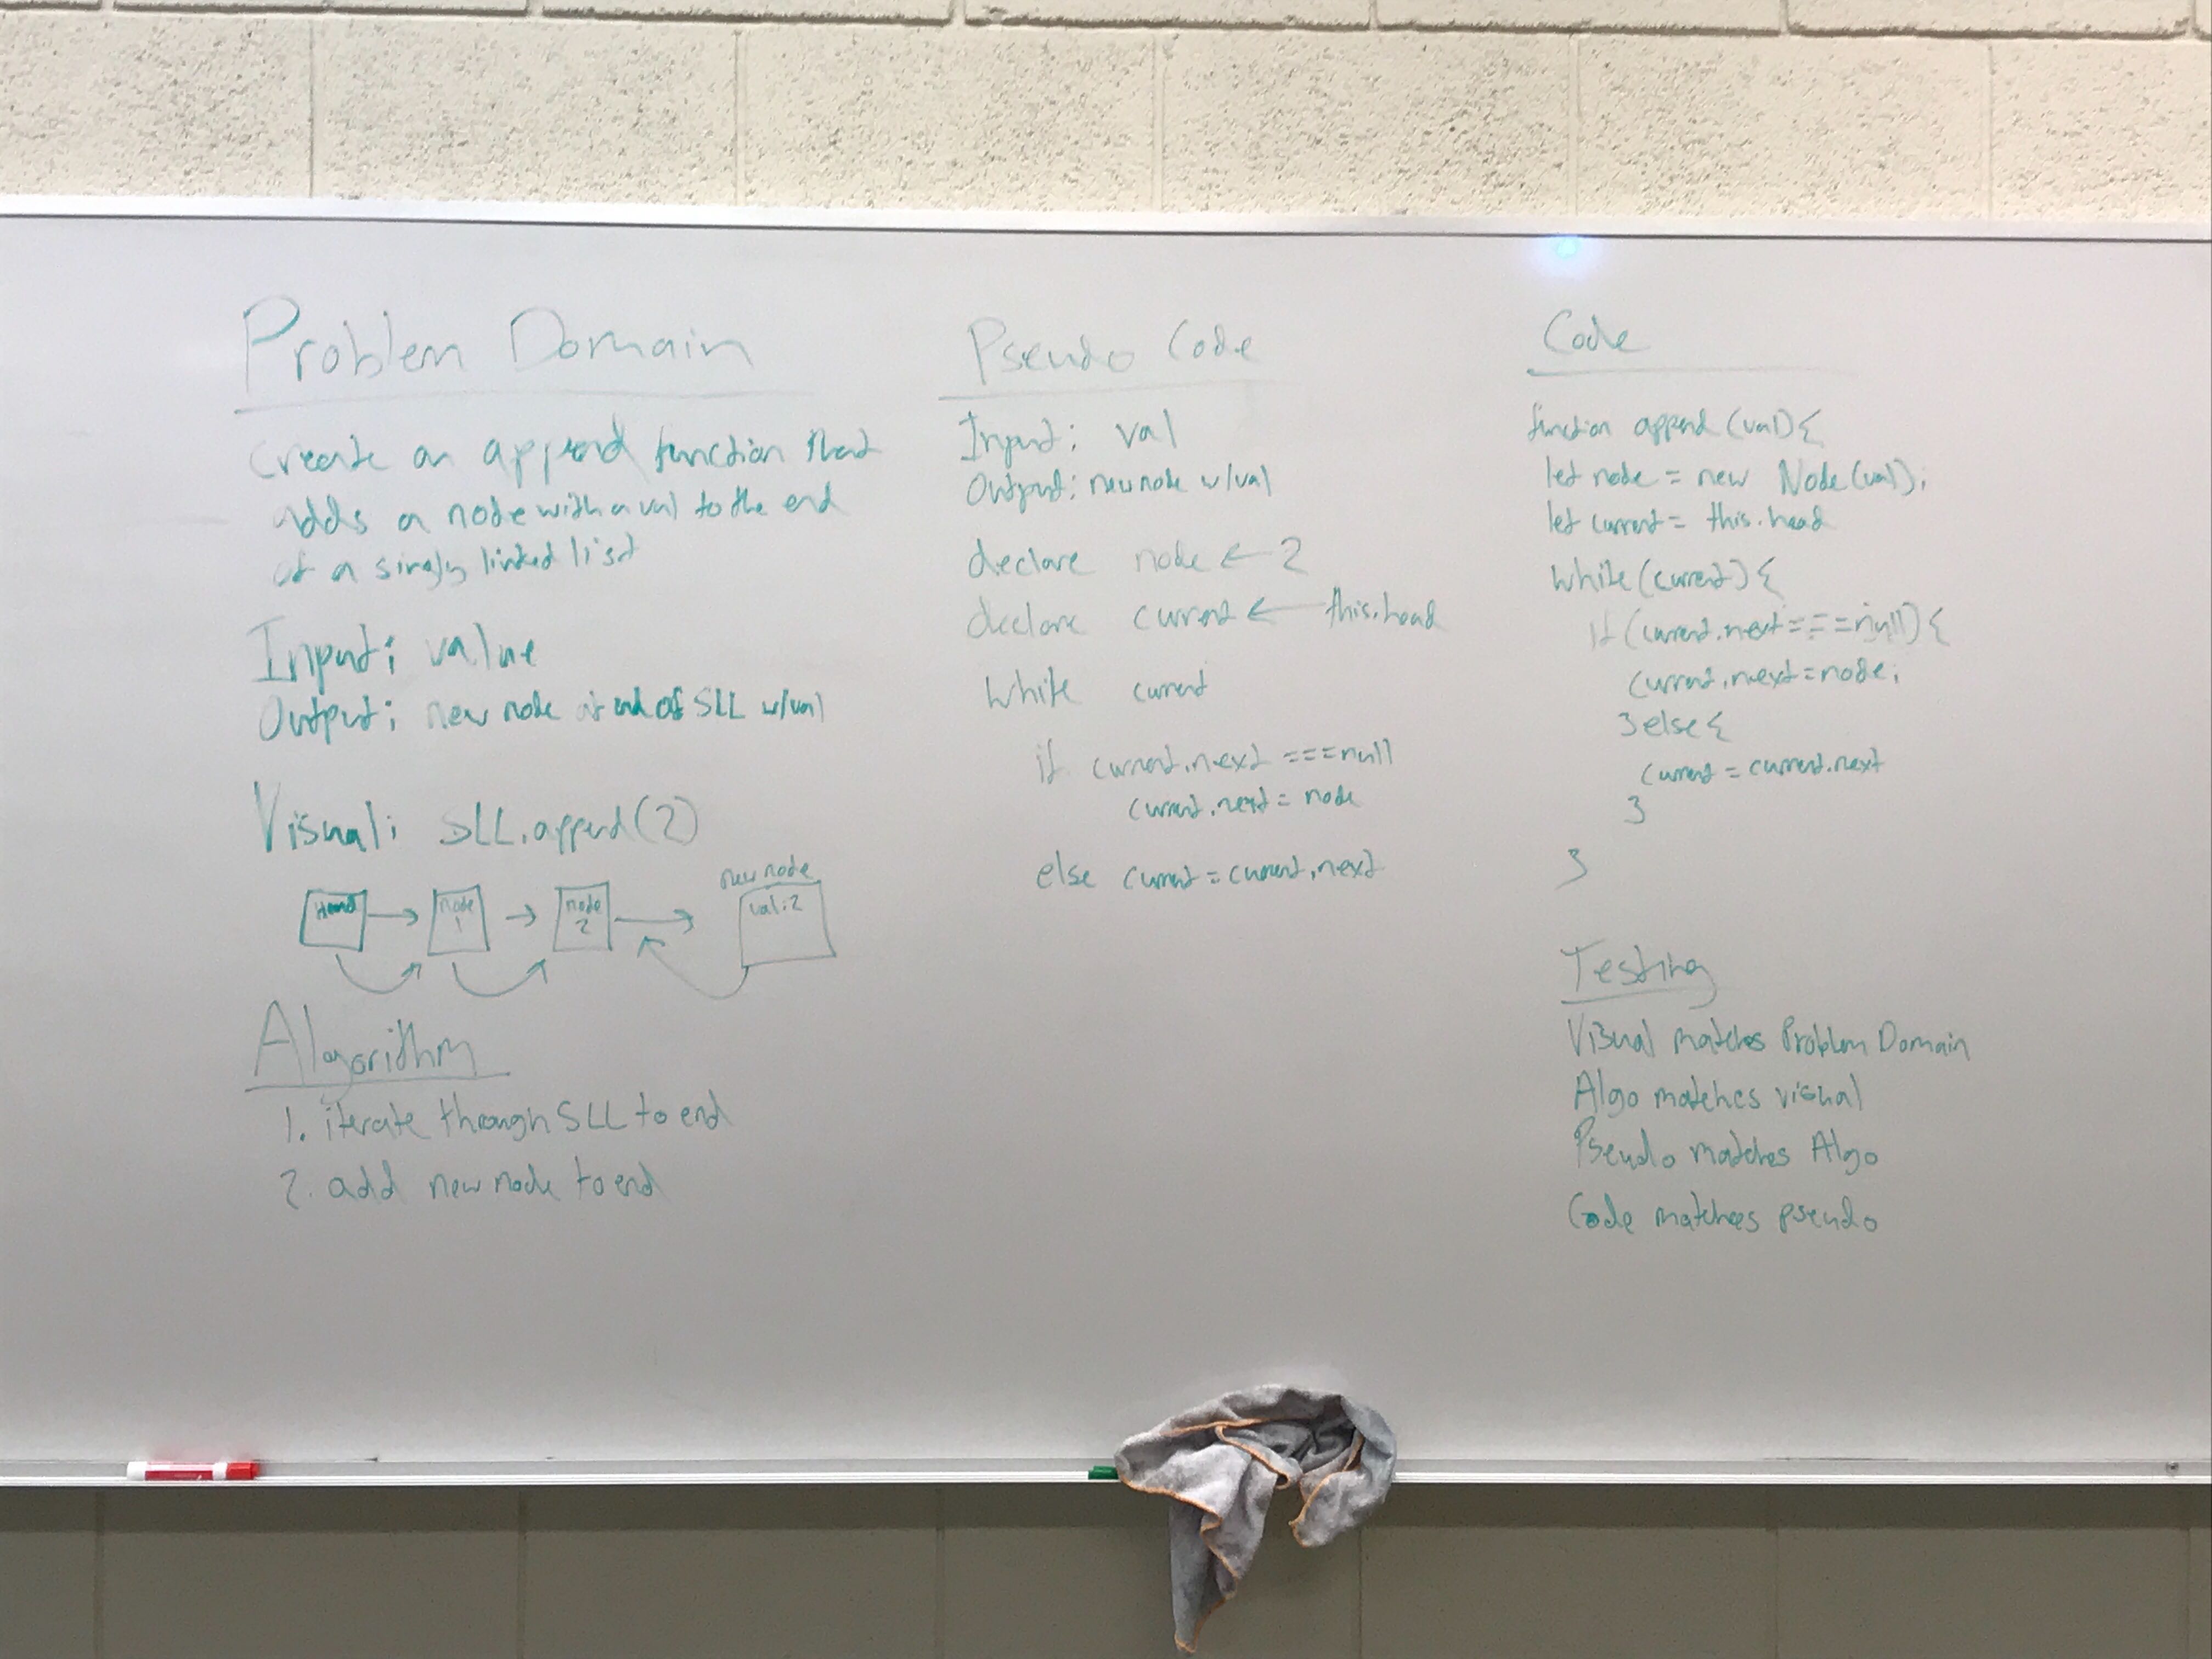 Problem Domain
create an append function that
adds a node with a val to the end
of a singly linked list
Input: value
Output: new node at end of SLL w/val
Visual: SLL.append(2)
new node
Head → node 1 → node 2 → val:2
Algorithm
1. iterate through SLL to end
2. add new node to end
Pseudo Code
Input: val
Output: new node w/val
declare node ← 2
declare current ← this.head
While current
if current.next ===null
current.next = node
else current = current.next
Code
function append (val) {
let node = new Node(val);
let current = this.head
While (current) {
if (current.next===null) {
current.next=node;
} else {
current = current.next
}
}
Testing
Visual matches Problem Domain
Algo matches visual
Pseudo matches Algo
Code matches pseudo